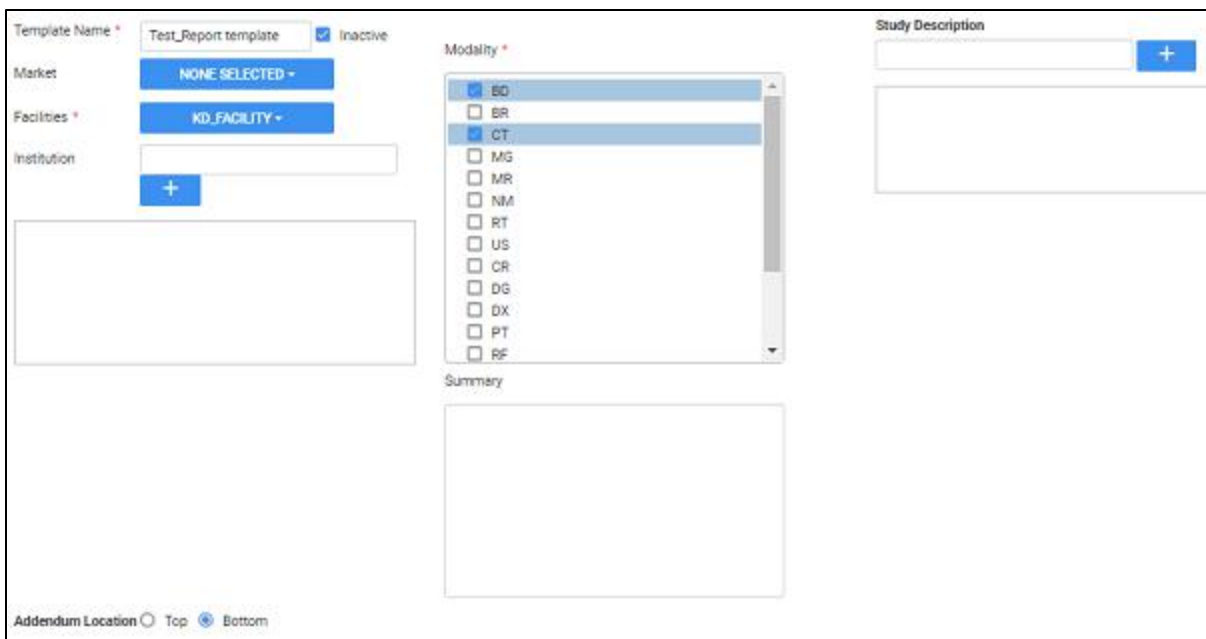 Template Name *
Test_Report template
Inactive
Market
NONE SELECTED
Facilities *
KD_FACILITY
Institution
+
Addendum Location
Top
Bottom
Modality *
BD
BR
CT
MG
MR
NM
RT
US
CR
DG
DX
PT
RF
Summary
Study Description
+